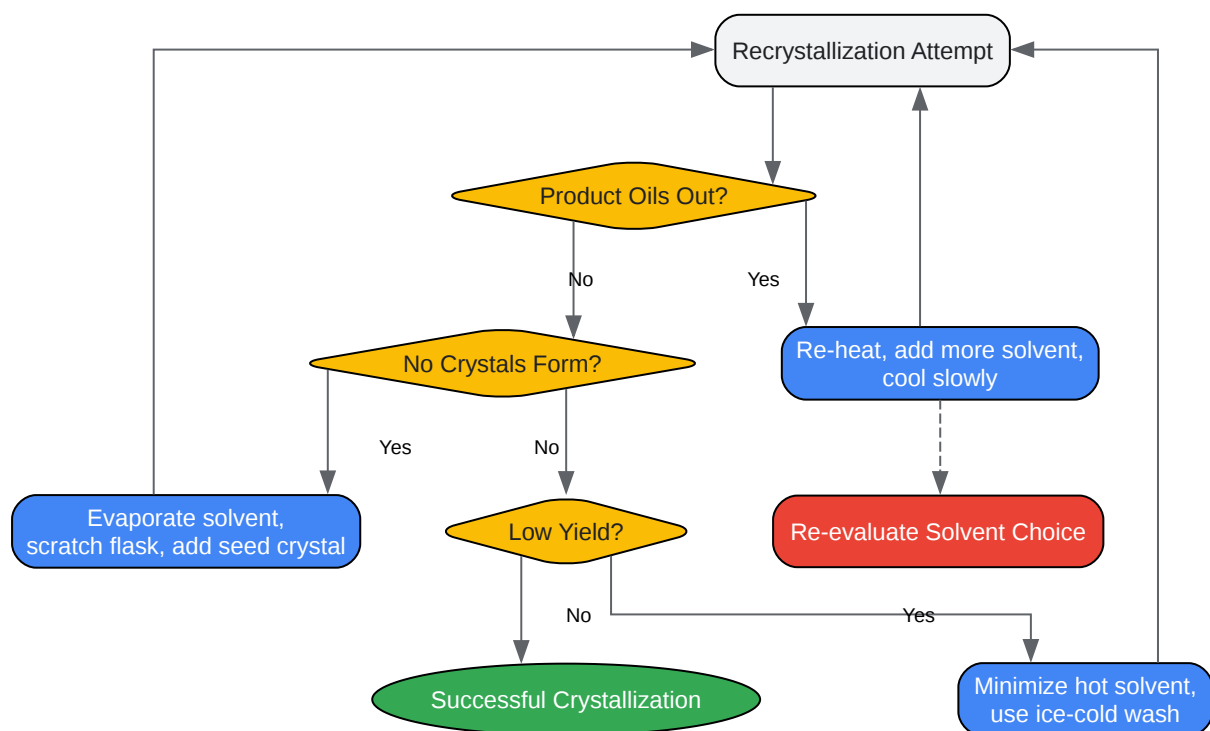 Recrystallization Attempt
Product Oils Out?
No
Yes
No Crystals Form?
Re-heat, add more solvent,
cool slowly
Yes
No
Evaporate solvent,
scratch flask, add seed crystal
Low Yield?
Re-evaluate Solvent Choice
No
Yes
Successful Crystallization
Minimize hot solvent,
use ice-cold wash